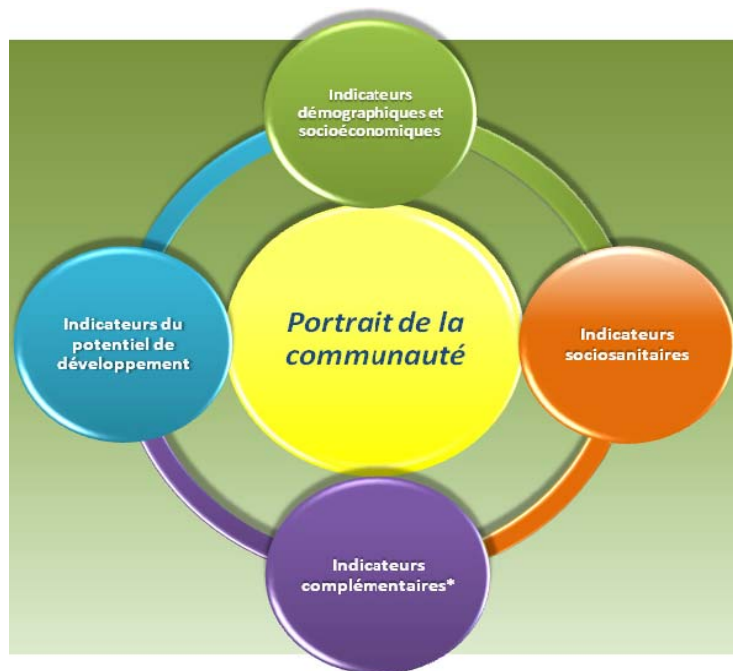 Indicateurs
démographiques et
socioéconomiques
Indicateurs du
potentiel de
développement
Portrait de la
communauté
Indicateurs
sociosanitaires
Indicateurs
complémentaires*